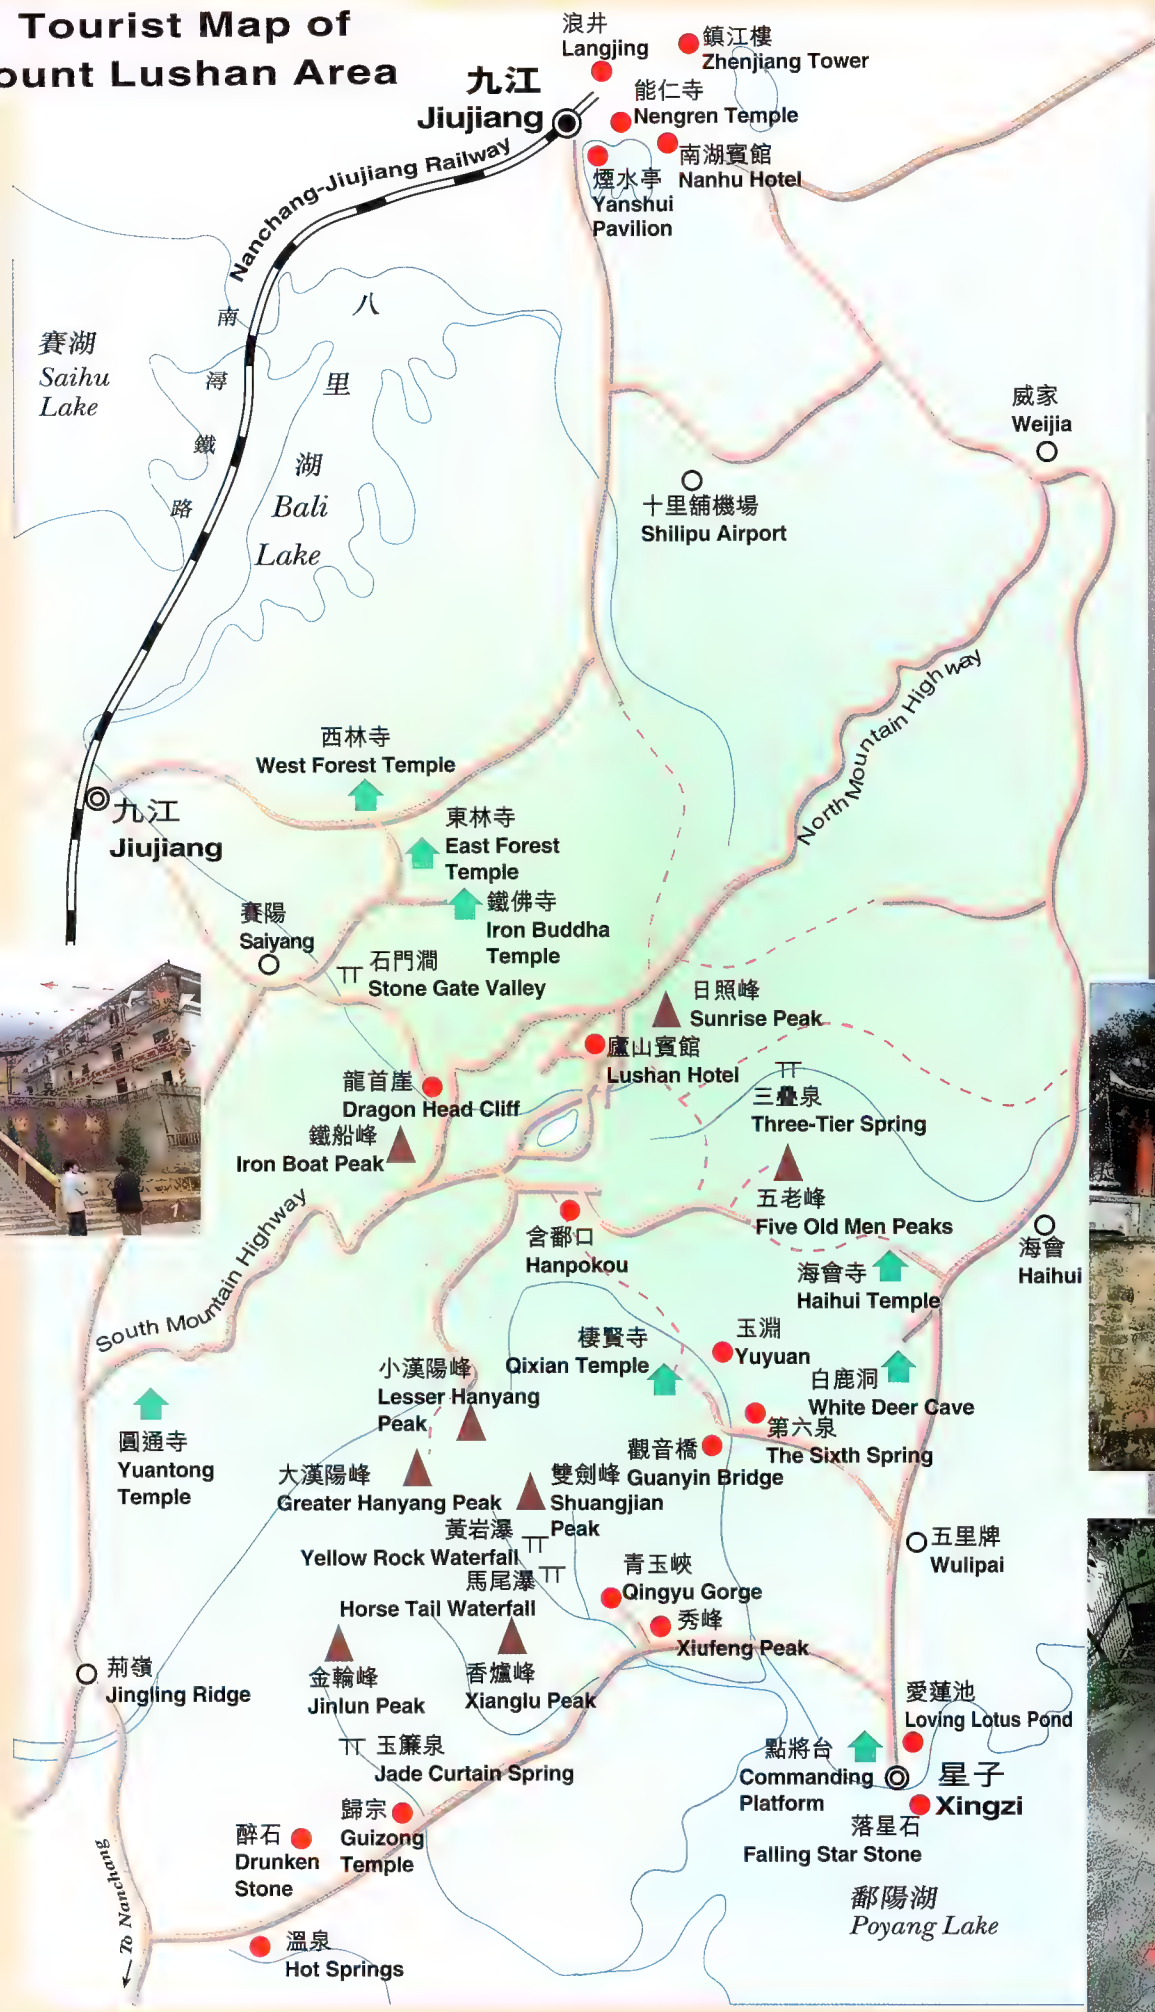 Tourist Map of
ount Lushan Area
浪井
Langjing
鎮江樓
Zhenjiang Tower
九江
Jiujiang
能仁寺
Nengren Temple
南湖賓館
Nanhu Hotel
煙水亭
Yanshui
Pavilion
Nanchang-Jiujiang Railway
南
潯
鐵
路
賽湖
Saihu
Lake
八
里
湖
Bali
Lake
威家
Weijia
十里舖機場
Shilipu Airport
North Mountain Highway
西林寺
West Forest Temple
九江
Jiujiang
東林寺
East Forest
Temple
鐵佛寺
Iron Buddha
Temple
賽陽
Saiyang
石門澗
Stone Gate Valley
日照峰
Sunrise Peak
廬山賓館
Lushan Hotel
龍首崖
Dragon Head Cliff
三疊泉
Three-Tier Spring
鐵船峰
Iron Boat Peak
五老峰
Five Old Men Peaks
含鄱口
Hanpokou
海會
Haihui
海會寺
Haihui Temple
South Mountain Highway
棲賢寺
Qixian Temple
玉淵
Yuyuan
小漢陽峰
Lesser Hanyang
Peak
白鹿洞
White Deer Cave
第六泉
The Sixth Spring
圓通寺
Yuantong
Temple
觀音橋
Guanyin Bridge
大漢陽峰
Greater Hanyang Peak
雙劍峰
Shuangjian
Peak
黃岩瀑
Yellow Rock Waterfall
五里牌
Wulipai
馬尾瀑
Horse Tail Waterfall
青玉峽
Qingyu Gorge
秀峰
Xiufeng Peak
荊嶺
Jingling Ridge
金輪峰
Jinlun Peak
香爐峰
Xianglu Peak
愛蓮池
Loving Lotus Pond
玉簾泉
Jade Curtain Spring
點將台
Commanding
Platform
星子
Xingzi
歸宗
Guizong
Temple
醉石
Drunken
Stone
落星石
Falling Star Stone
鄱陽湖
Poyang Lake
To Nanchang
溫泉
Hot Springs